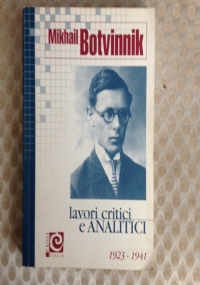 Mikhail
Botvinnik
lavori critici
e ANALITICI
1923 - 1941